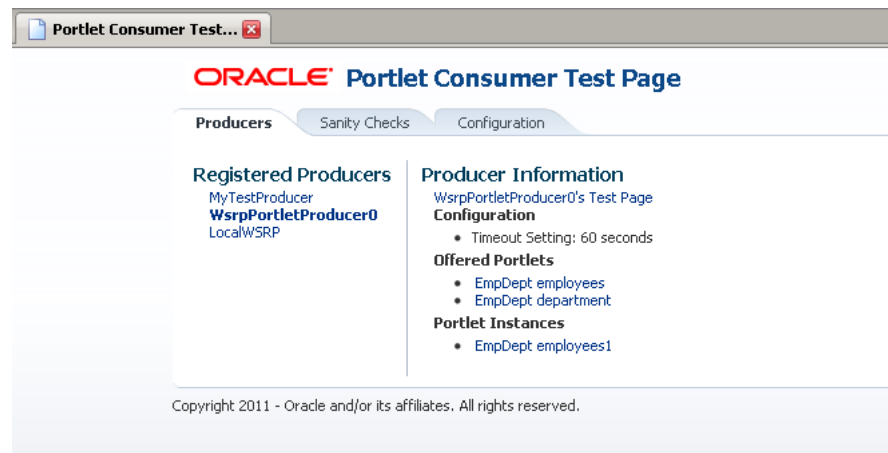 Portlet Consumer Test...
ORACLE Portlet Consumer Test Page
Producers Sanity Checks Configuration
Registered Producers
MyTestProducer
WsrpPortletProducer0
LocalWSRP
Producer Information
WsrpPortletProducer0's Test Page
Configuration
• Timeout Setting: 60 seconds
Offered Portlets
• EmpDept employees
• EmpDept department
Portlet Instances
• EmpDept employees1
Copyright 2011 - Oracle and/or its affiliates. All rights reserved.